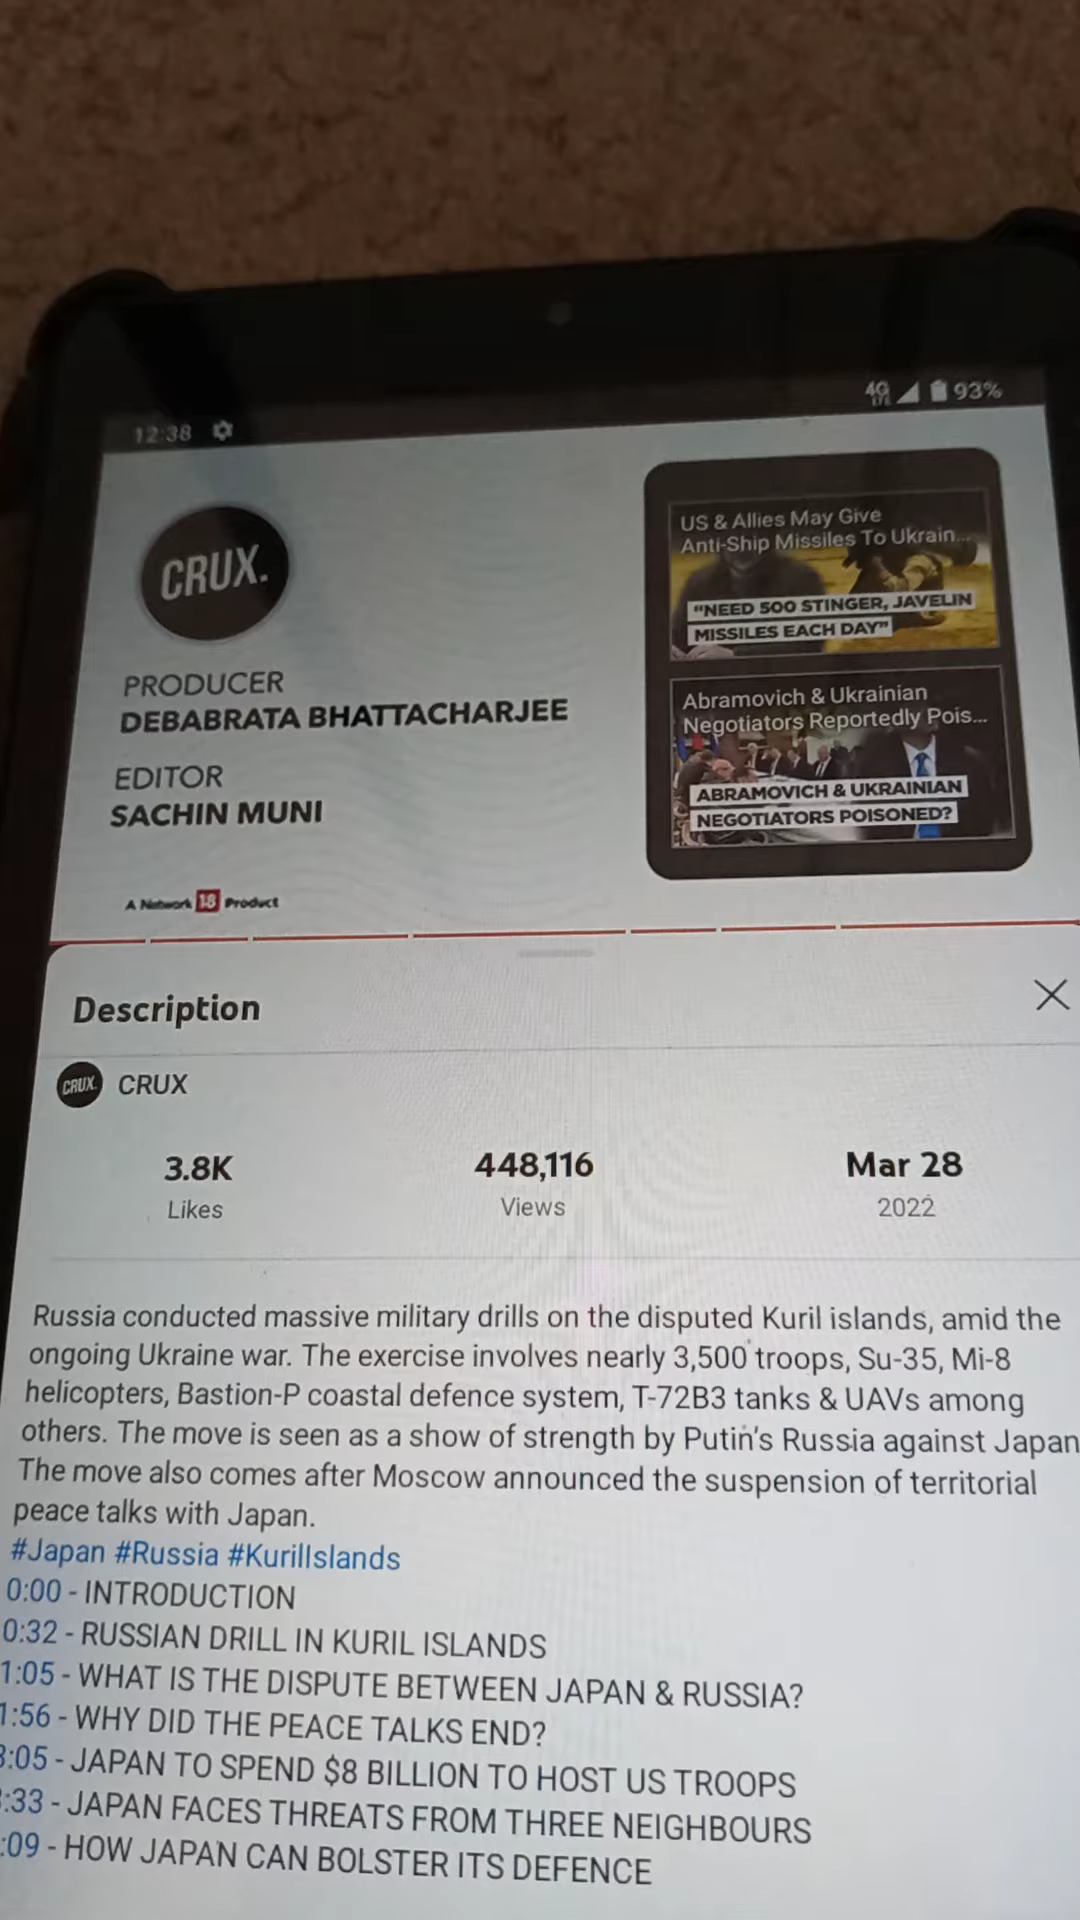 12:38
4G LTE 93%
CRUX.
PRODUCER
DEBABRATA BHATTACHARJEE
EDITOR
SACHIN MUNI
A Network 18 Product
US & Allies May Give
Anti-Ship Missiles To Ukrain...
"NEED 500 STINGER, JAVELIN
MISSILES EACH DAY"
Abramovich & Ukrainian
Negotiators Reportedly Pois...
ABRAMOVICH & UKRAINIAN
NEGOTIATORS POISONED?
Description
CRUX. CRUX
3.8K 448,116 Mar 28
Likes Views 2022
Russia conducted massive military drills on the disputed Kuril islands, amid the
ongoing Ukraine war. The exercise involves nearly 3,500 troops, Su-35, Mi-8
helicopters, Bastion-P coastal defence system, T-72B3 tanks & UAVs among
others. The move is seen as a show of strength by Putin's Russia against Japan
The move also comes after Moscow announced the suspension of territorial
peace talks with Japan.
#Japan #Russia #KurilIslands
0:00 - INTRODUCTION
0:32 - RUSSIAN DRILL IN KURIL ISLANDS
1:05 - WHAT IS THE DISPUTE BETWEEN JAPAN & RUSSIA?
1:56 - WHY DID THE PEACE TALKS END?
3:05 - JAPAN TO SPEND $8 BILLION TO HOST US TROOPS
:33 - JAPAN FACES THREATS FROM THREE NEIGHBOURS
:09 - HOW JAPAN CAN BOLSTER ITS DEFENCE